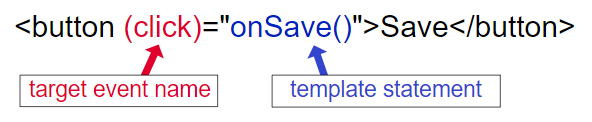 <button (click)="onSave()">Save</button>
target event name
template statement